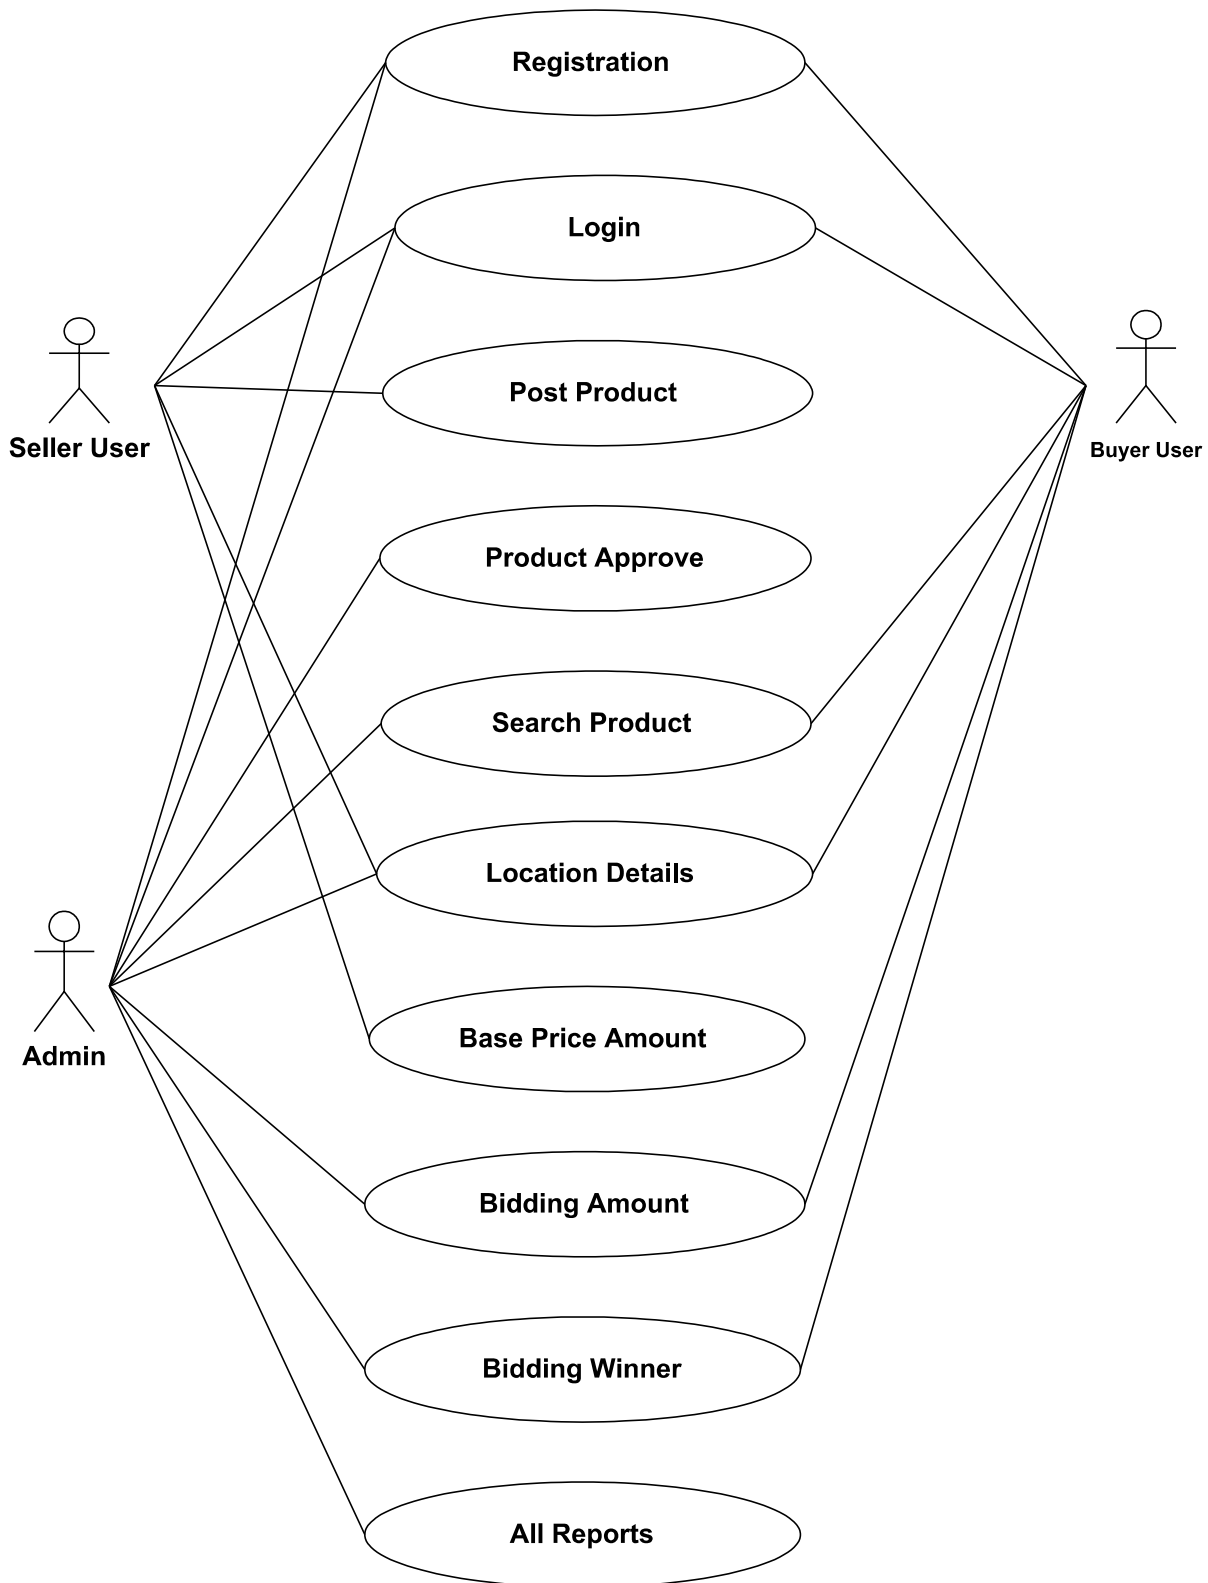 Registration
Login
Post Product
Seller User
Buyer User
Product Approve
Search Product
Location Details
Base Price Amount
Admin
Bidding Amount
Bidding Winner
All Reports